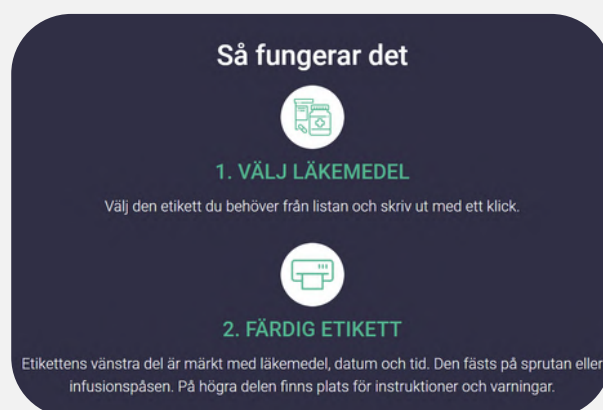 Så fungerar det
1. VÄLJ LÄKEMEDEL
Välj den etikett du behöver från listan och skriv ut med ett klick.
2. FÄRDIG ETIKETT
Etikettens vänstra del är märkt med läkemedel, datum och tid. Den fästs på sprutan eller
infusionspåsen. På högra delen finns plats för instruktioner och varningar.